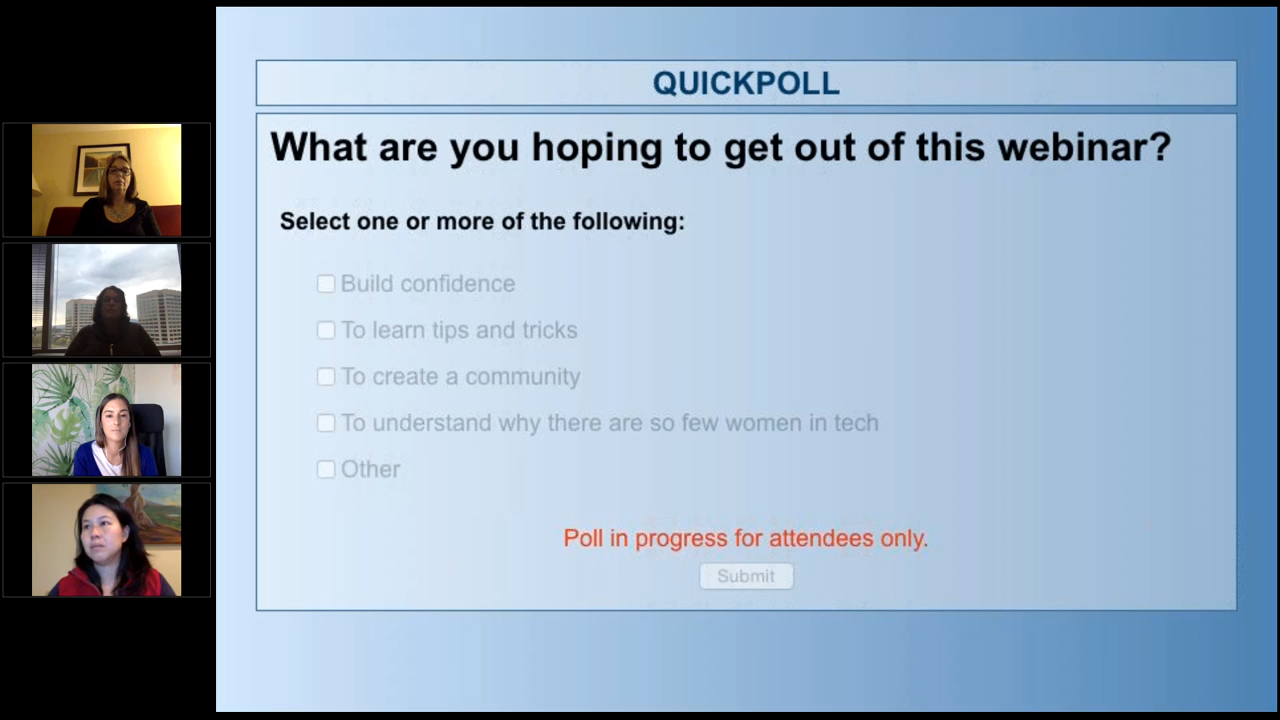 QUICKPOLL
What are you hoping to get out of this webinar?
Select one or more of the following:
Build confidence
To learn tips and tricks
To create a community
To understand why there are so few women in tech
Other
Poll in progress for attendees only.
Submit